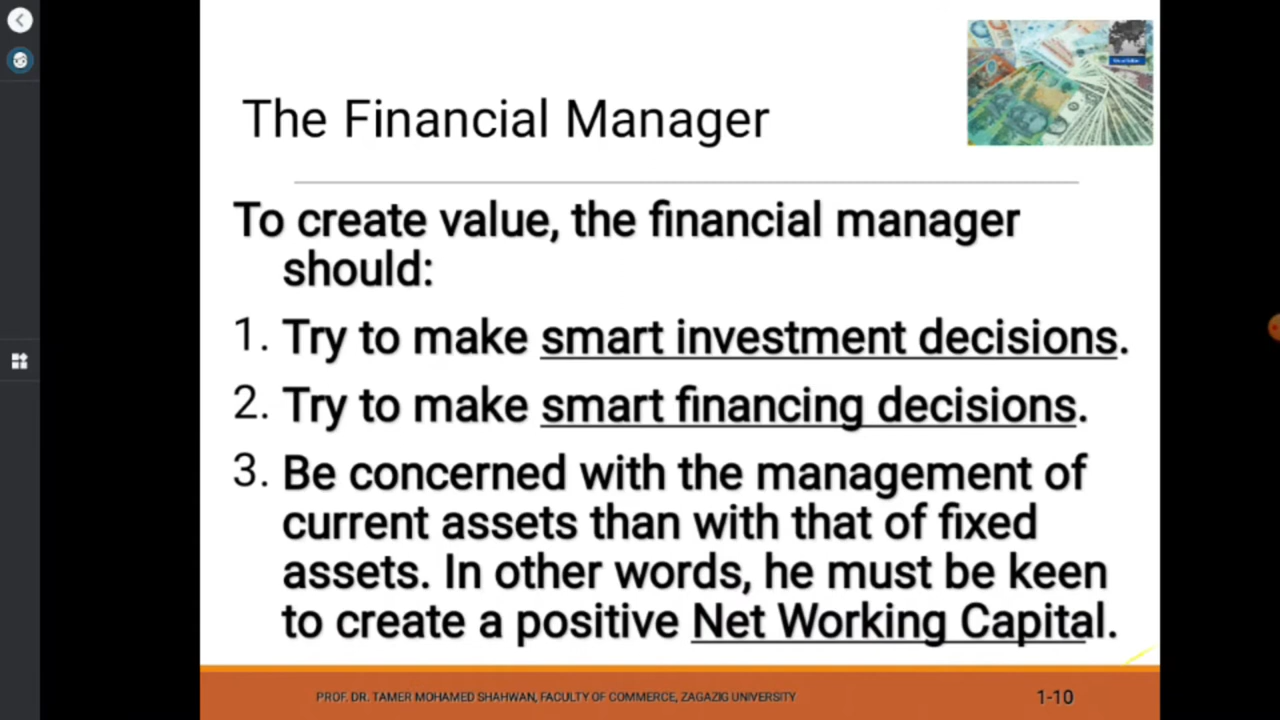 The Financial Manager
To create value, the financial manager
should:
1. Try to make smart investment decisions.
2. Try to make smart financing decisions.
3. Be concerned with the management of
current assets than with that of fixed
assets. In other words, he must be keen
to create a positive Net Working Capital.
PROF. DR. TAMER MOHAMED SHAHWAN, FACULTY OF COMMERCE, ZAGAZIG UNIVERSITY
1-10